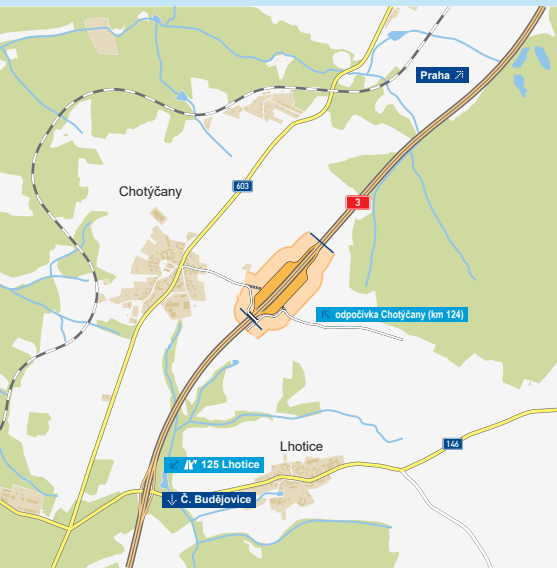 Praha
603
Chotýčany
3
odpočívka Chotýčany (km 124)
Lhotice
146
125 Lhotice
Č. Budějovice